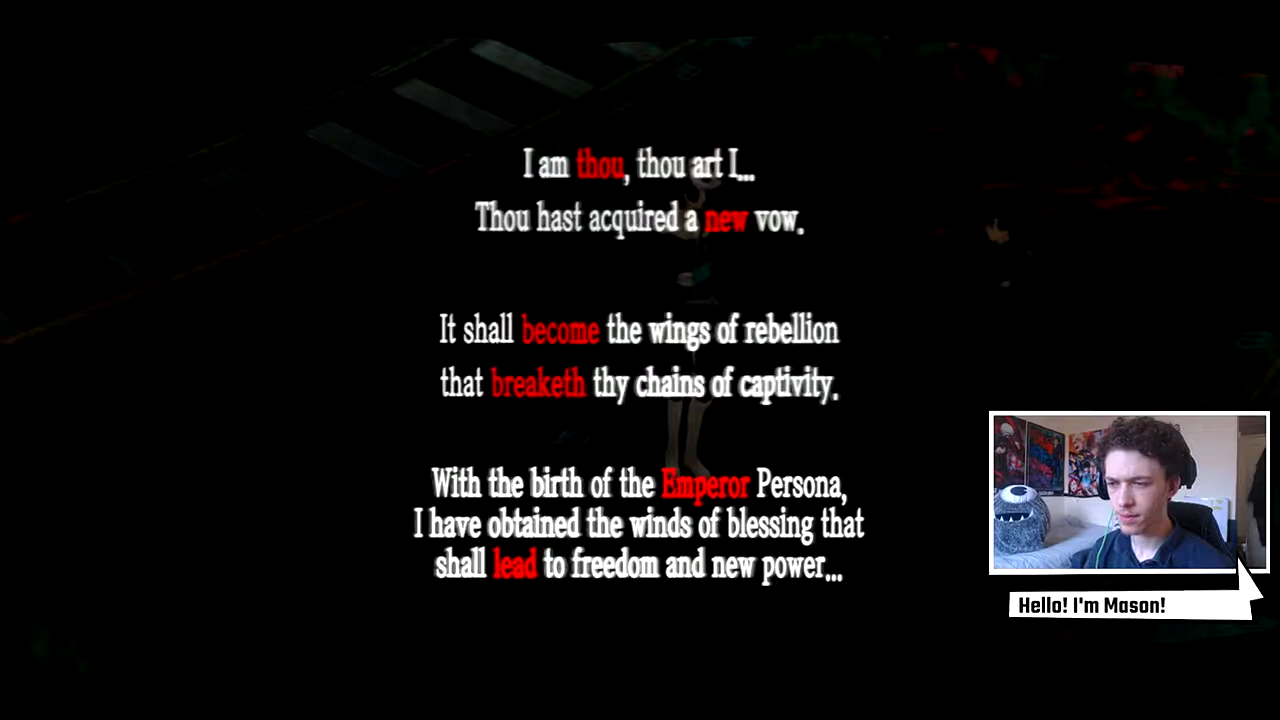 I am thou, thou art I...
Thou hast acquired a new vow.
It shall become the wings of rebellion
that breaketh thy chains of captivity.
With the birth of the Emperor Persona,
I have obtained the winds of blessing that
shall lead to freedom and new power...
Hello! I'm Mason!